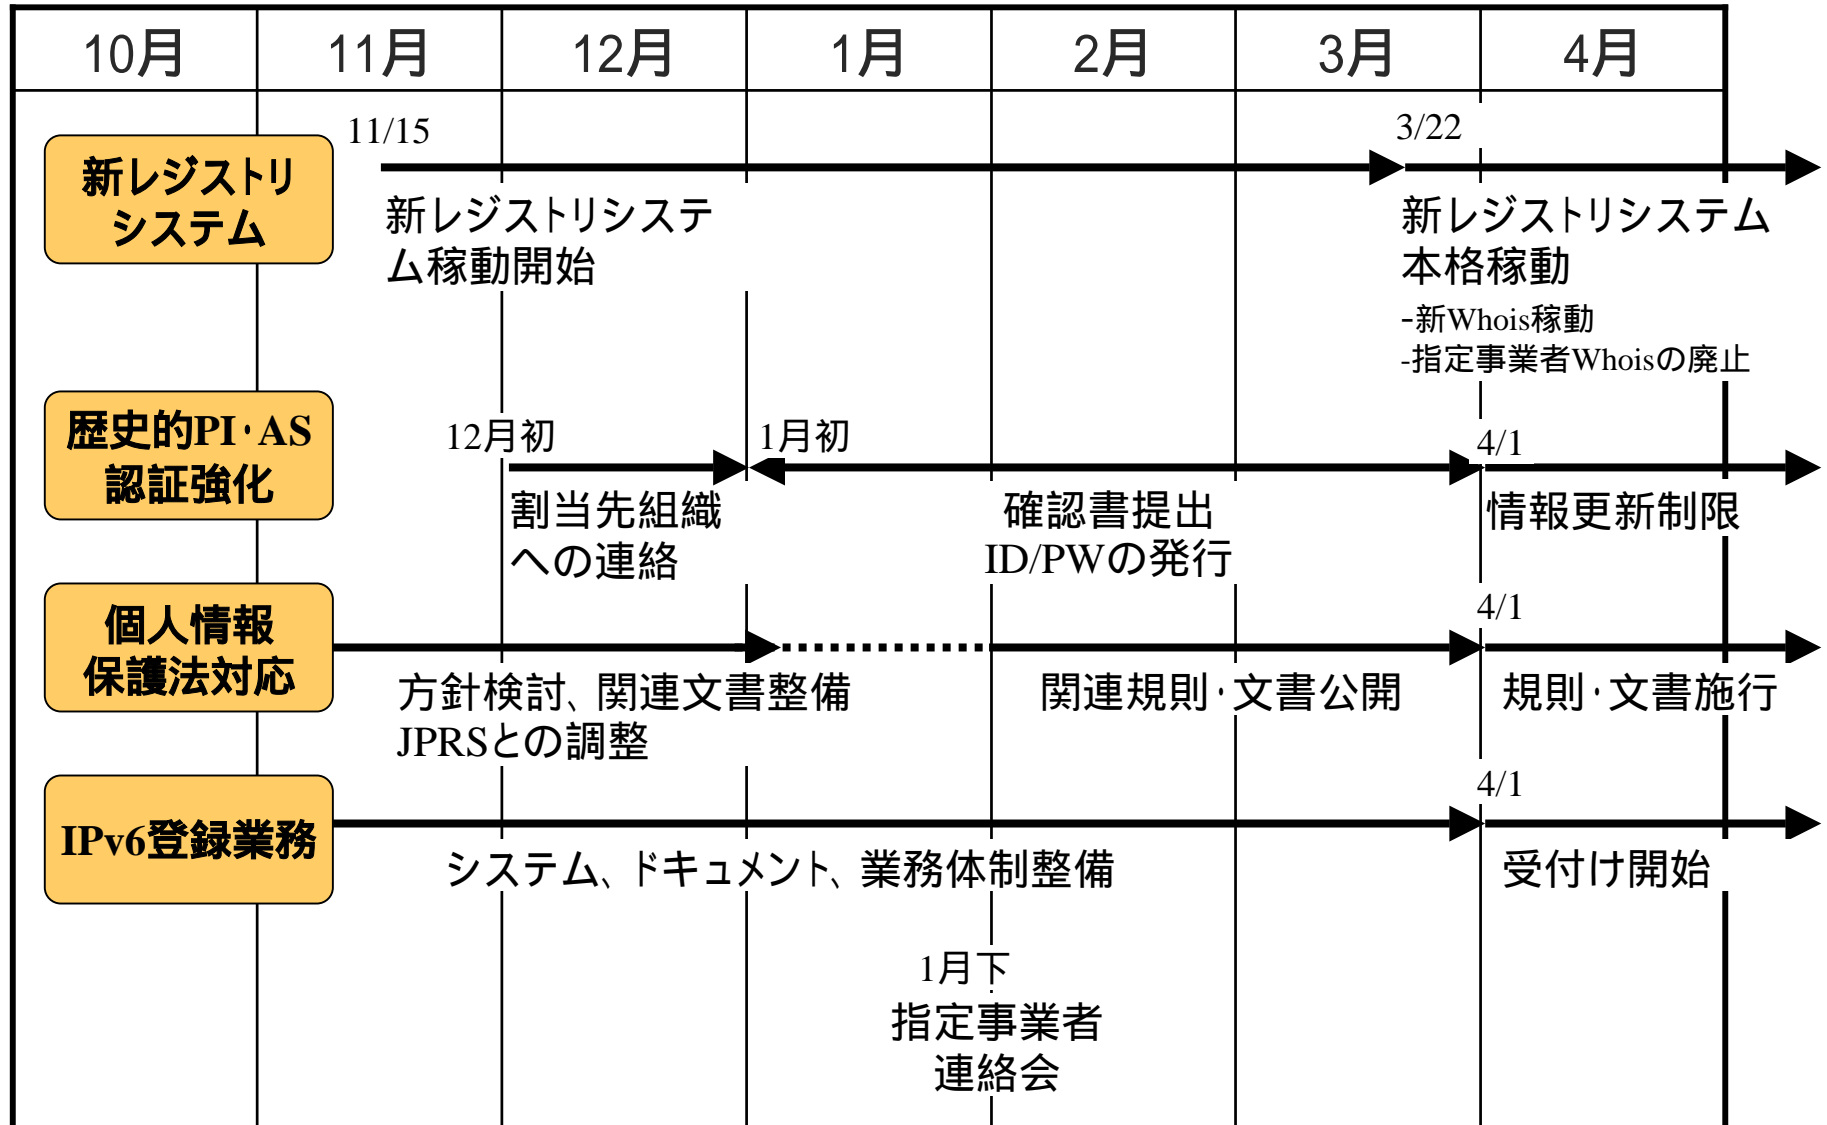 10月 11月 12月 1月 2月 3月 4月
新レジストリ
システム
11/15
新レジストリシステ
ム稼動開始
3/22
新レジストリシステム
本格稼動
-新Whois稼動
-指定事業者Whoisの廃止
歴史的PI・AS
認証強化
12月初
割当先組織
への連絡
1月初
確認書提出
ID/PWの発行
4/1
情報更新制限
個人情報
保護法対応
方針検討、関連文書整備
JPRSとの調整
関連規則・文書公開
4/1
規則・文書施行
IPv6登録業務
システム、ドキュメント、業務体制整備
4/1
受付け開始
1月下
指定事業者
連絡会